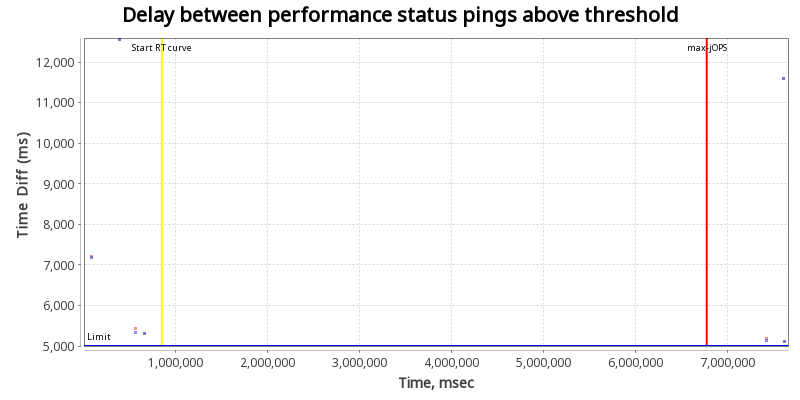 Delay between performance status pings above threshold
Start RT curve
max-jOPS
12,000
11,000
10,000
9,000
8,000
7,000
6,000
5,000
Time Diff (ms)
Limit
1,000,000
2,000,000
3,000,000
4,000,000
5,000,000
6,000,000
7,000,000
Time, msec